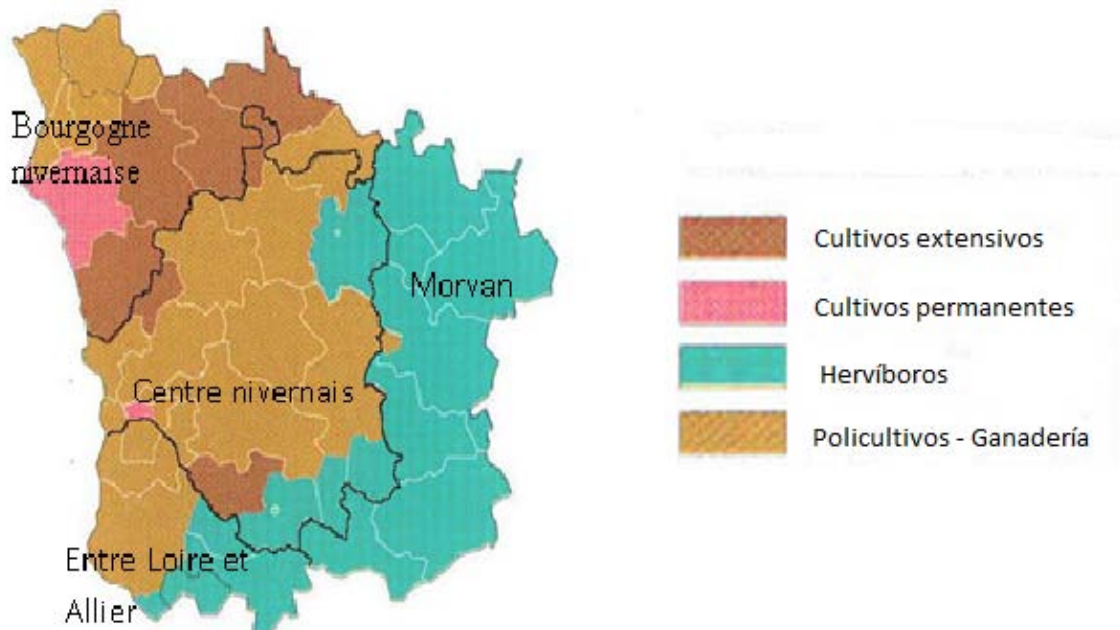 Bourgogne
nivernaise
Morvan
Centre nivernais
Entre Loire et
Allier
Cultivos extensivos
Cultivos permanentes
Hervíboros
Policultivos - Ganadería